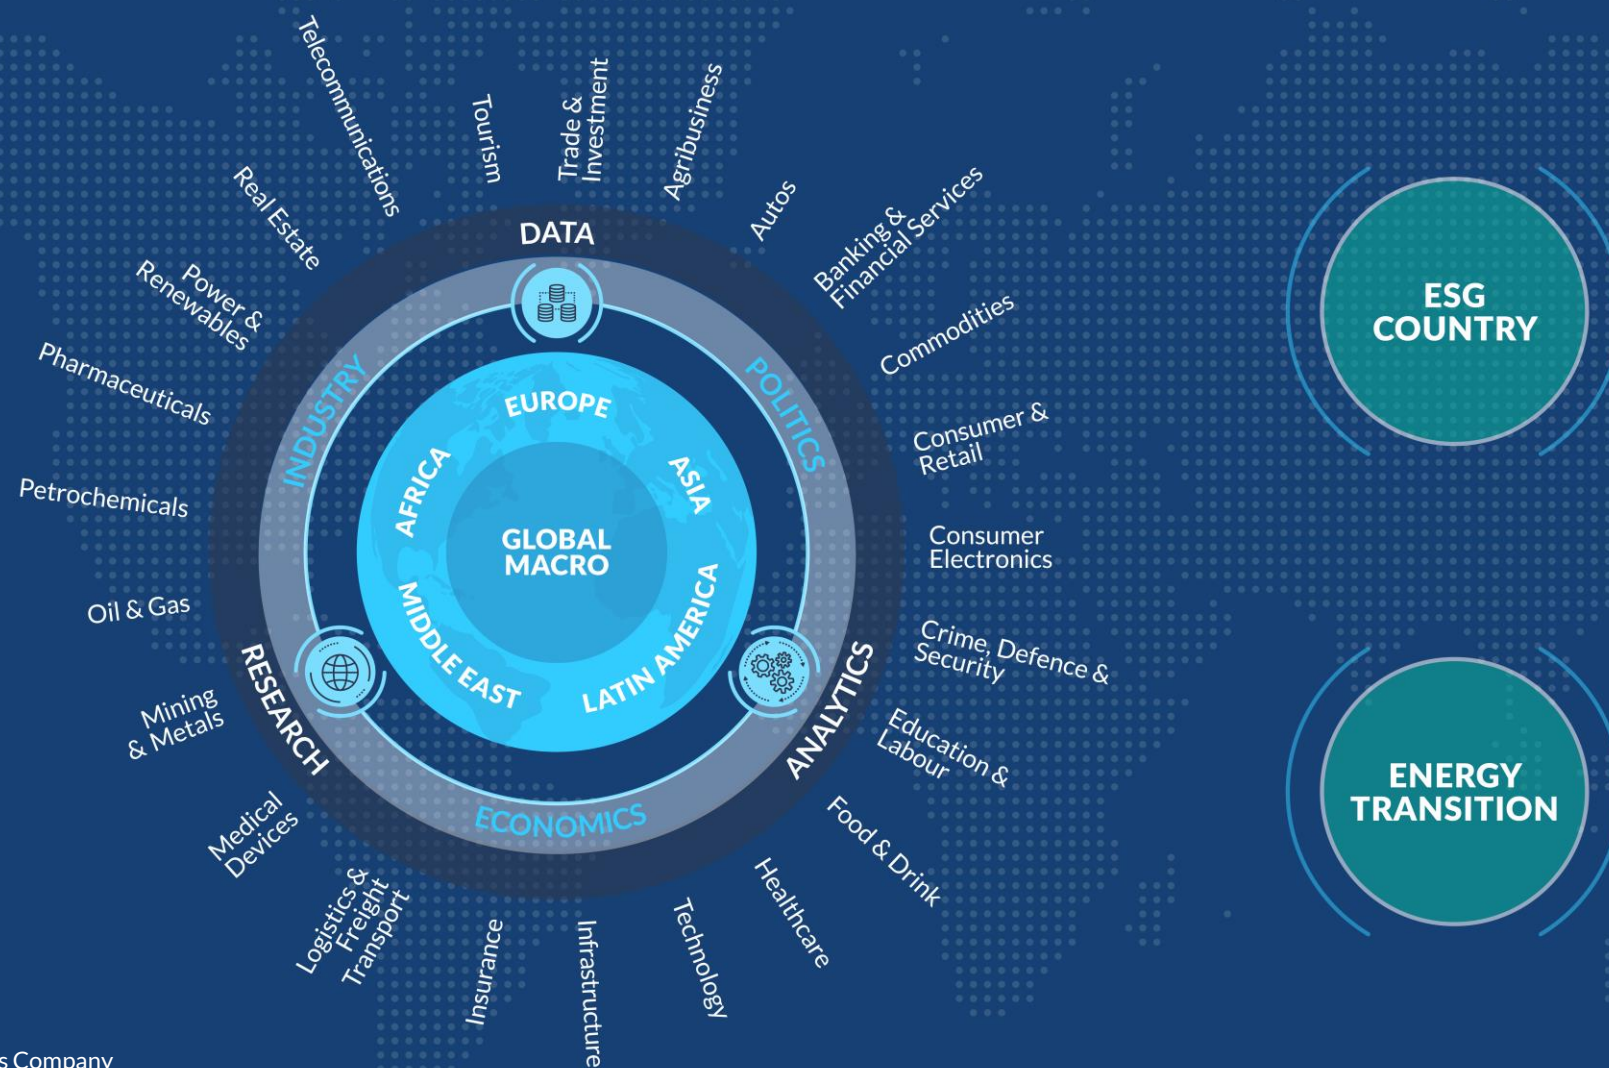 Telecommunications
Tourism
Trade &
Investment
Agribusiness
Autos
Banking &
Financial Services
Commodities
Consumer &
Retail
Consumer
Electronics
Crime, Defence &
Security
Education &
Labour
Food & Drink
Healthcare
Technology
Infrastructure
Insurance
Logistics &
Freight
Transport
Medical
Devices
Mining
& Metals
Oil & Gas
Petrochemicals
Pharmaceuticals
Power &
Renewables
Real Estate
DATA
ANALYTICS
RESEARCH
INDUSTRY
POLITICS
ECONOMICS
EUROPE
ASIA
LATIN AMERICA
MIDDLE EAST
AFRICA
GLOBAL
MACRO
ESG
COUNTRY
ENERGY
TRANSITION
s Company